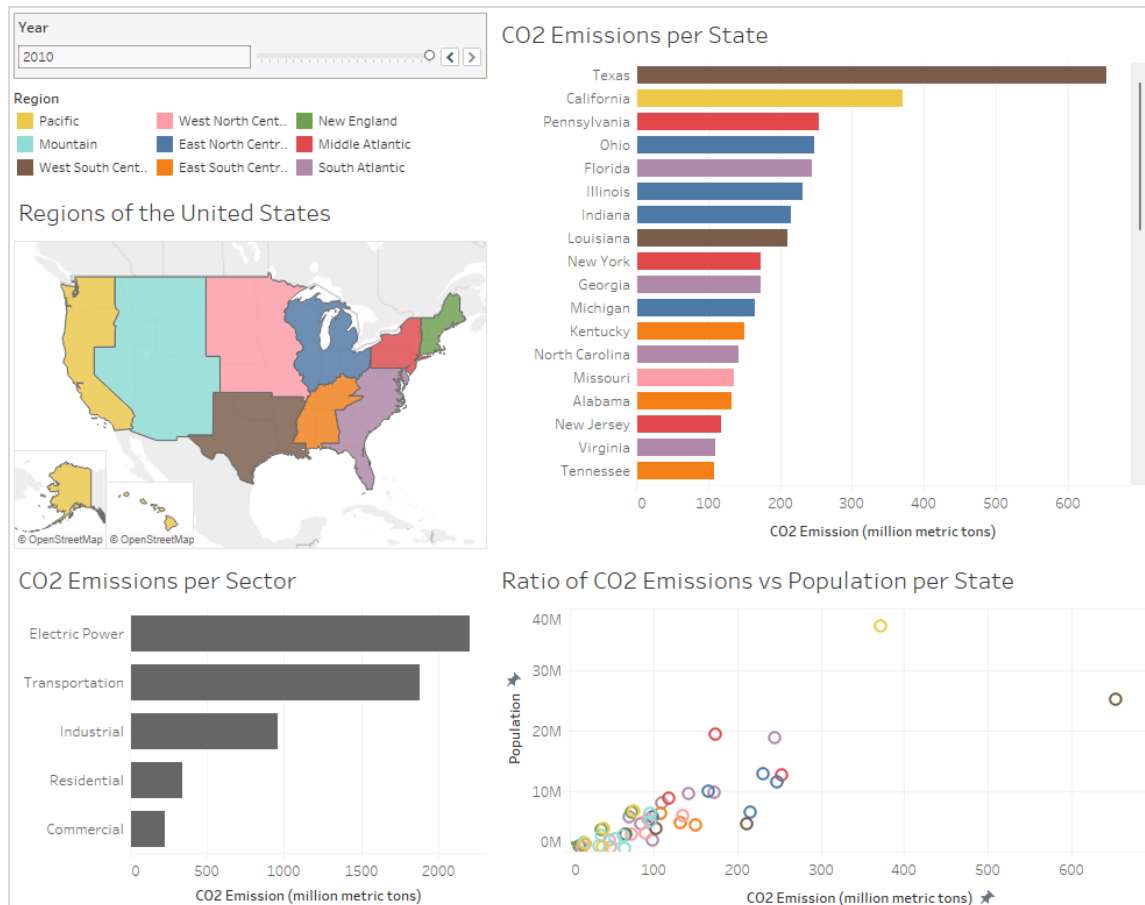 Year
2010
Region
Pacific
West North Cent..
New England
Mountain
East North Centr..
Middle Atlantic
West South Cent..
East South Centr..
South Atlantic
Regions of the United States
© OpenStreetMap
© OpenStreetMap
CO2 Emissions per State
Texas
California
Pennsylvania
Ohio
Florida
Illinois
Indiana
Louisiana
New York
Georgia
Michigan
Kentucky
North Carolina
Missouri
Alabama
New Jersey
Virginia
Tennessee
0 100 200 300 400 500 600
CO2 Emission (million metric tons)
CO2 Emissions per Sector
Electric Power
Transportation
Industrial
Residential
Commercial
0 500 1000 1500 2000
CO2 Emission (million metric tons)
Ratio of CO2 Emissions vs Population per State
Population
40M
30M
20M
10M
0M
0 100 200 300 400 500 600
CO2 Emission (million metric tons)